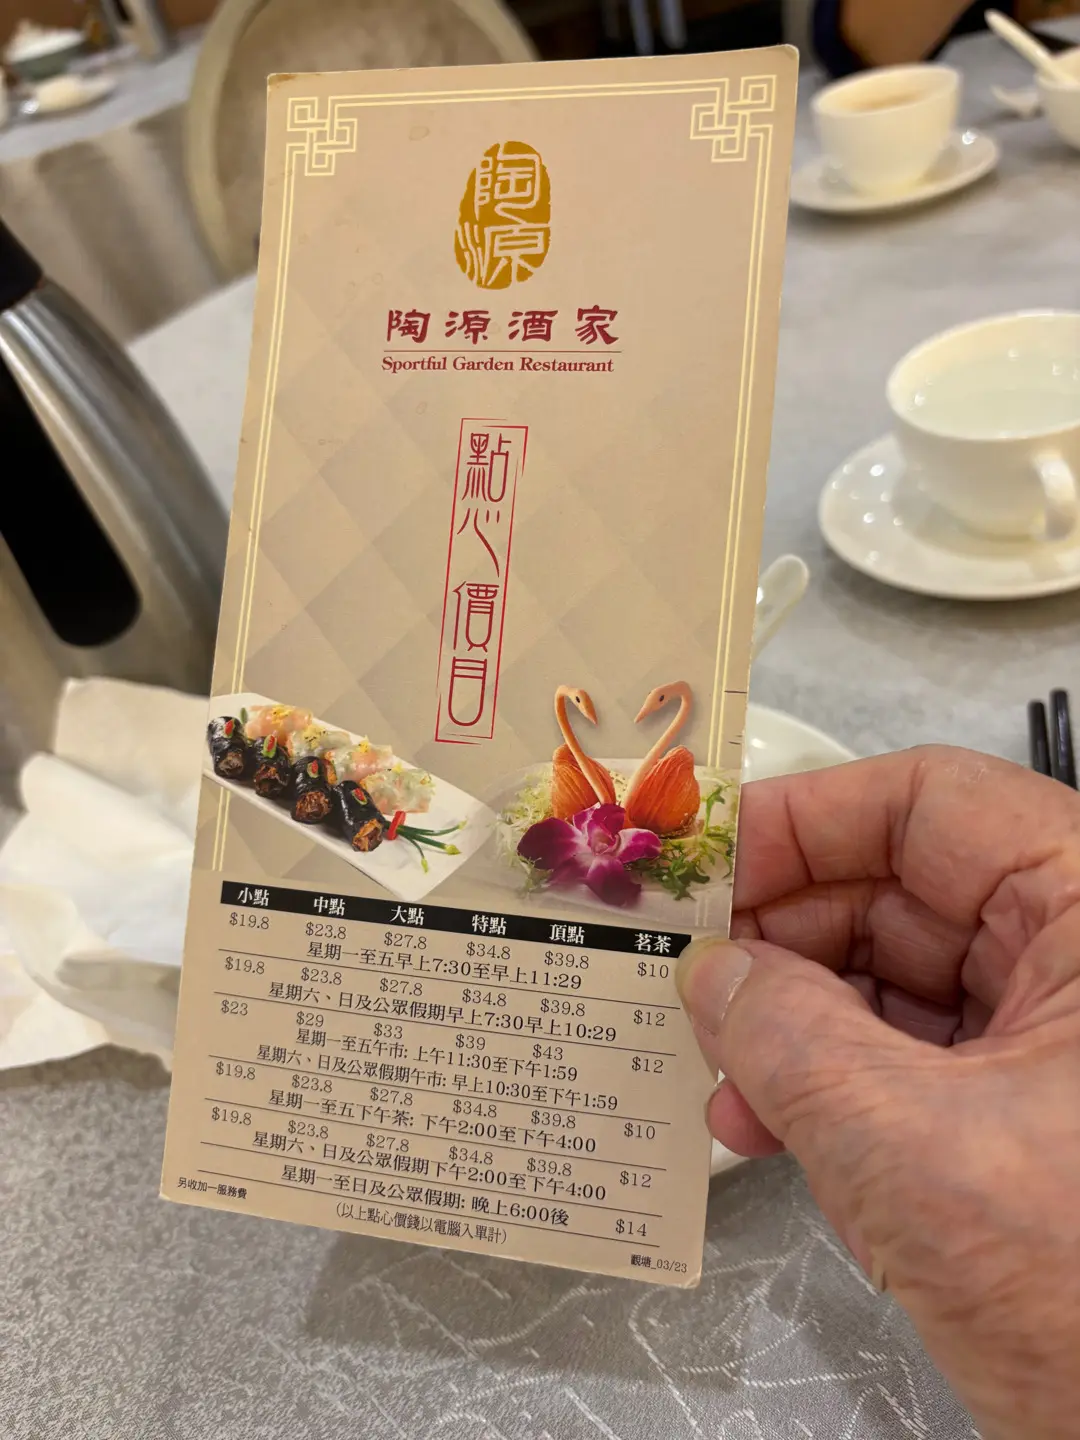 陶源
陶源酒家
Sportful Garden Restaurant
點心價目
小點 中點 大點 特點 頂點 茗茶
$19.8 $23.8 $27.8 $34.8 $39.8 $10
星期一至五早上7:30至早上11:29
$19.8 $23.8 $27.8 $34.8 $39.8 $12
星期六、日及公眾假期早上7:30早上10:29
$23 $29 $33 $39 $43 $12
星期一至五午市: 上午11:30至下午1:59
星期六、日及公眾假期午市: 早上10:30至下午1:59
$19.8 $23.8 $27.8 $34.8 $39.8 $10
星期一至五下午茶: 下午2:00至下午4:00
$19.8 $23.8 $27.8 $34.8 $39.8 $12
星期六、日及公眾假期下午2:00至下午4:00
星期一至日及公眾假期: 晚上6:00後 $14
另收加一服務費
(以上點心價錢以電腦入單計)
觀塘_03/23